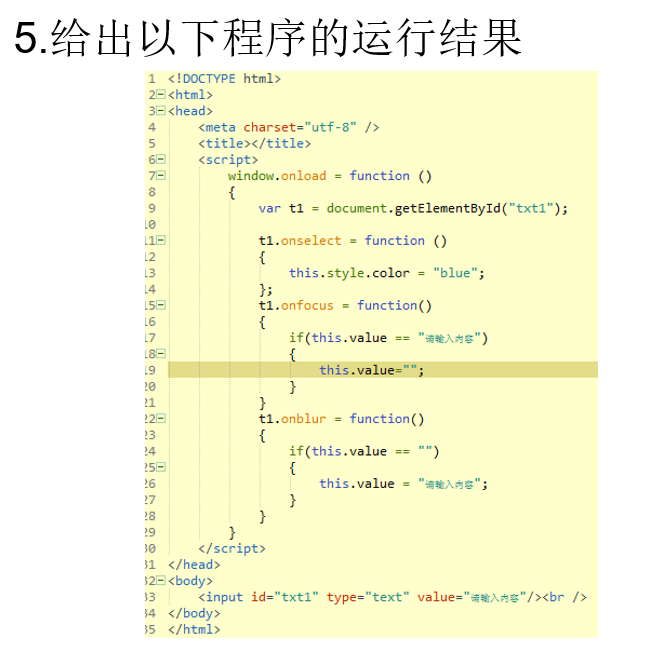 5.给出以下程序的运行结果
1 <!DOCTYPE html>
2 <html>
3 <head>
4 <meta charset="utf-8" />
5 <title></title>
6 <script>
7 window.onload = function ()
8 {
9 var t1 = document.getElementById("txt1");
10
11 t1.onselect = function ()
12 {
13 this.style.color = "blue";
14 };
15 t1.onfocus = function()
16 {
17 if(this.value == "请输入内容")
18 {
19 this.value="";
20 }
21 }
22 t1.onblur = function()
23 {
24 if(this.value == "")
25 {
26 this.value = "请输入内容";
27 }
28 }
29 }
30 </script>
31 </head>
32 <body>
33 <input id="txt1" type="text" value="请输入内容"/><br />
34 </body>
35 </html>